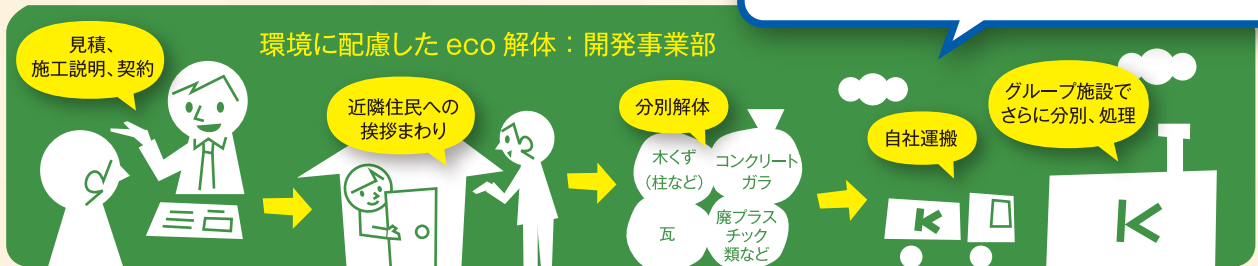 環境に配慮した eco 解体：開発事業部
見積、
施工説明、契約
近隣住民への
挨拶まわり
分別解体
木くず
（柱など）
コンクリート
ガラ
瓦
廃プラス
チック
類など
自社運搬
グループ施設で
さらに分別、処理
K
K